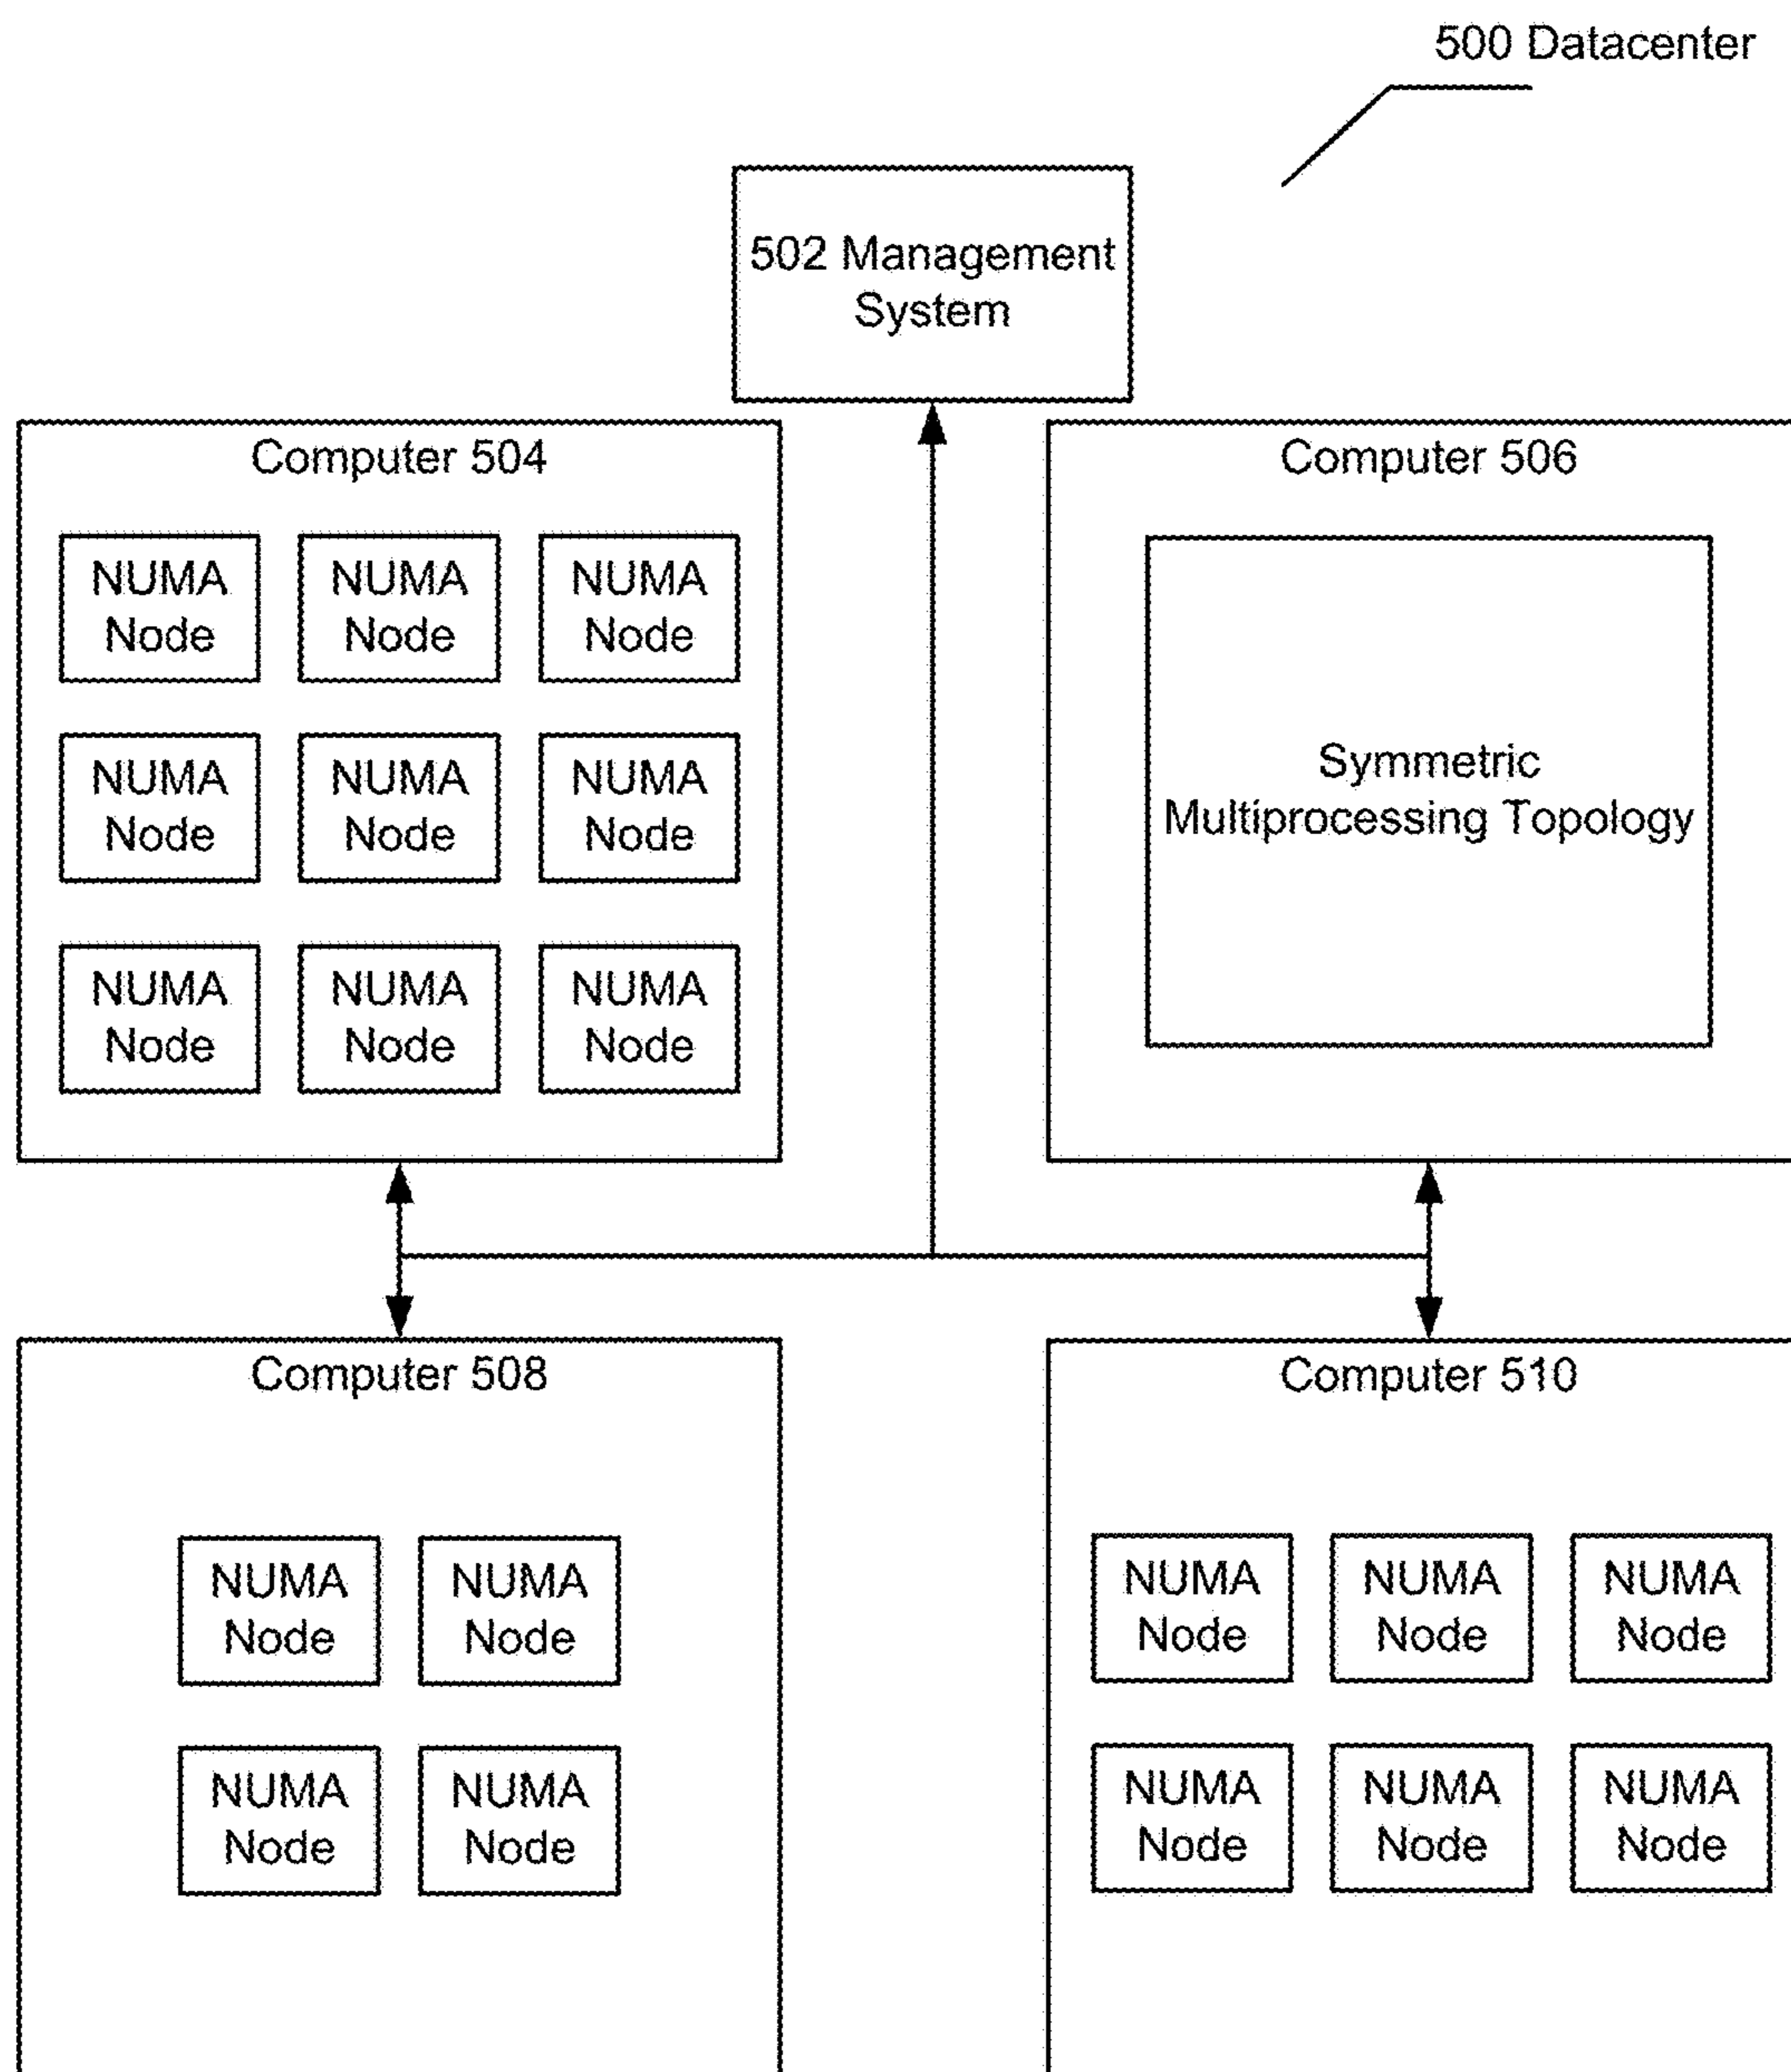 500 Datacenter
502 Management
System
Computer 504
NUMA
Node
NUMA
Node
NUMA
Node
NUMA
Node
NUMA
Node
NUMA
Node
NUMA
Node
NUMA
Node
NUMA
Node
Computer 506
Symmetric
Multiprocessing Topology
Computer 508
NUMA
Node
NUMA
Node
NUMA
Node
NUMA
Node
Computer 510
NUMA
Node
NUMA
Node
NUMA
Node
NUMA
Node
NUMA
Node
NUMA
Node